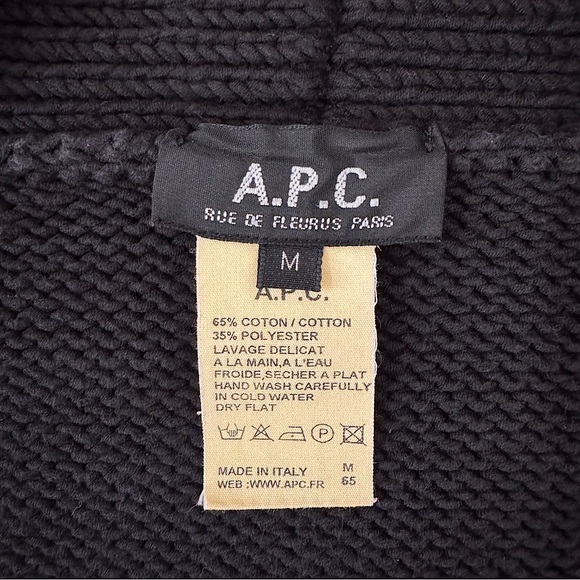 A.P.C.
RUE DE FLEURUS PARIS
M
A.P.C.
65% COTON / COTTON
35% POLYESTER
LAVAGE DELICAT
A LA MAIN,A L'EAU
FROIDE,SECHER A PLAT
HAND WASH CAREFULLY
IN COLD WATER
DRY FLAT
P
MADE IN ITALY M
WEB :WWW.APC.FR 65